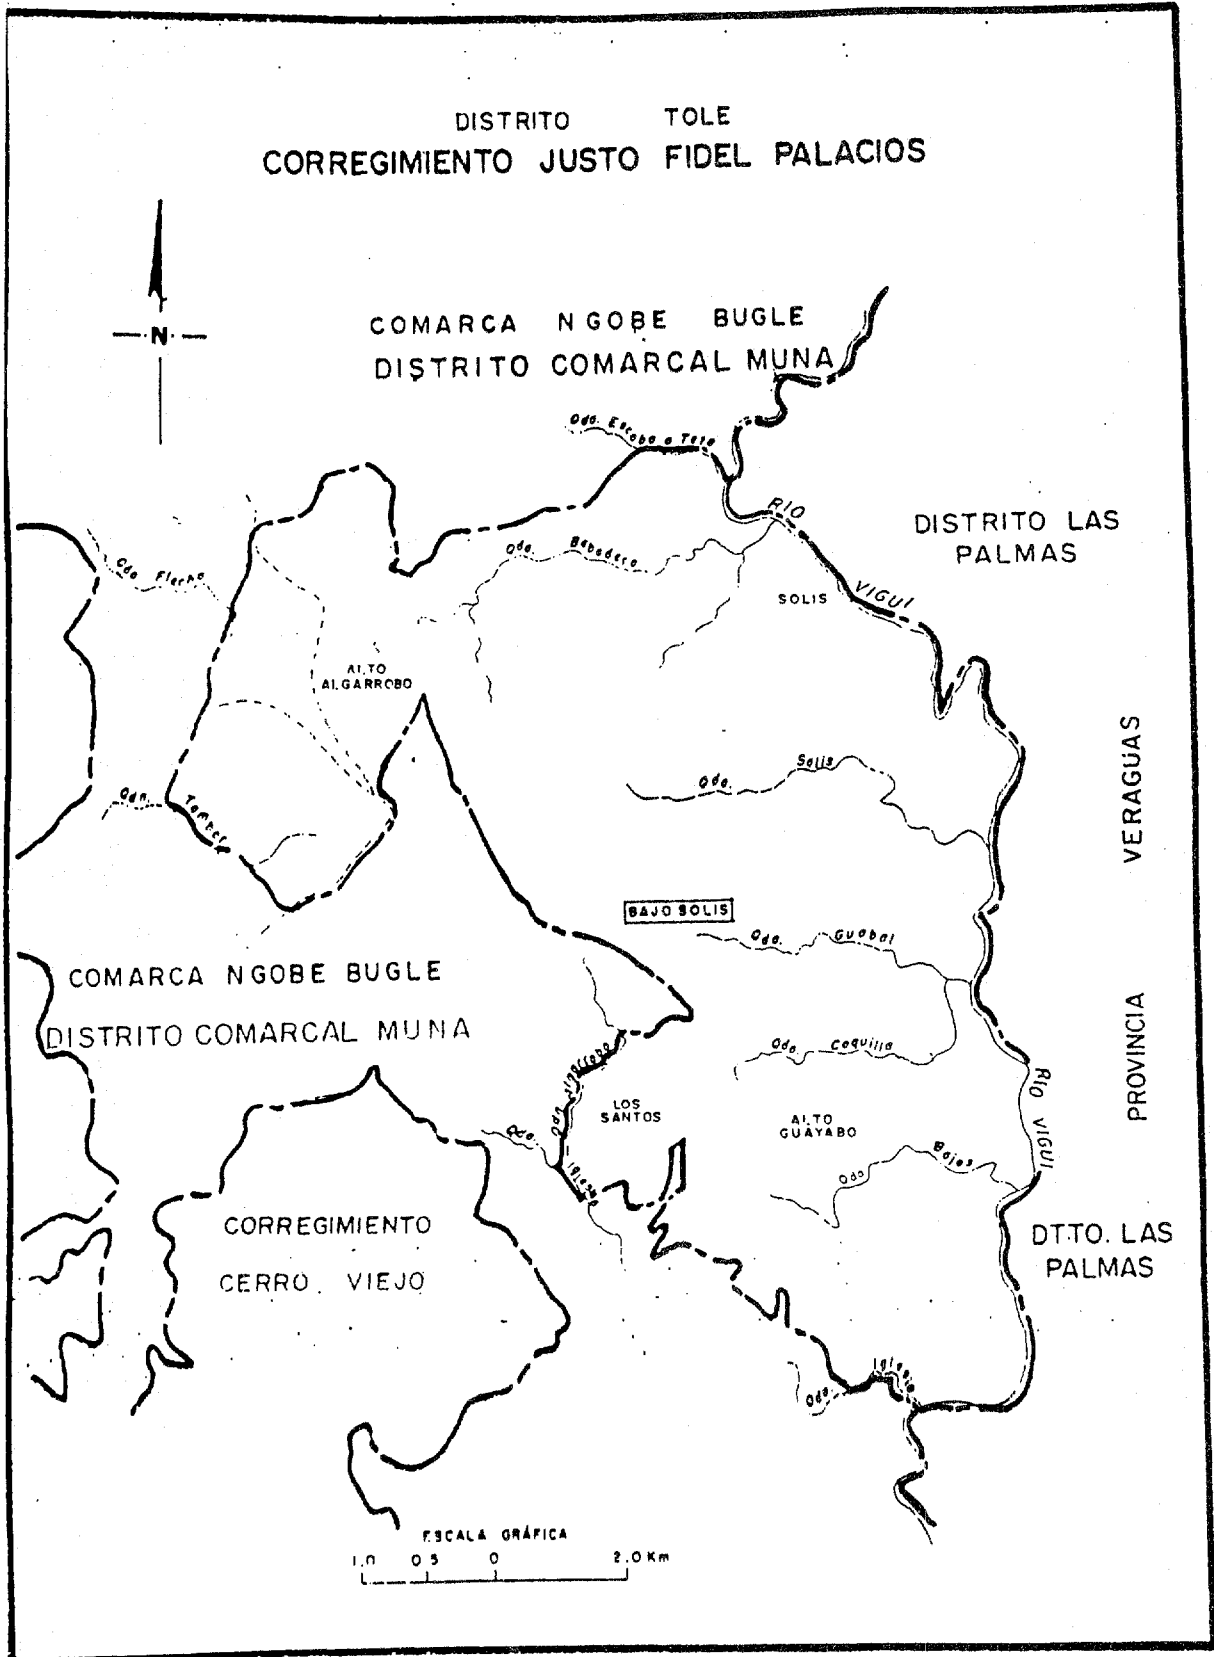 DISTRITO TOLE
CORREGIMIENTO JUSTO FIDEL PALACIOS
N
COMARCA NGOBE BUGLE
DISTRITO COMARCAL MUNA
Qda. Escoba o Toro
RIO
VIGUI
DISTRITO LAS
PALMAS
Qda. Flecha
Qda. Bebedero
SOLIS
ALTO
ALGARROBO
Qda.
Qda. Solis
VERAGUAS
BAJO SOLIS
Qda. Guabal
COMARCA NGOBE BUGLE
DISTRITO COMARCAL MUNA
Qda.
Qda. Coquillo
PROVINCIA
RIO VIGUI
LOS
SANTOS
ALTO
GUAYABO
Qda.
Iglesia
Qda. Bajos
CORREGIMIENTO
CERRO VIEJO
DTTO. LAS
PALMAS
Qda. Iglesia
ESCALA GRÁFICA
1.0 0 5 0 2.0 Km